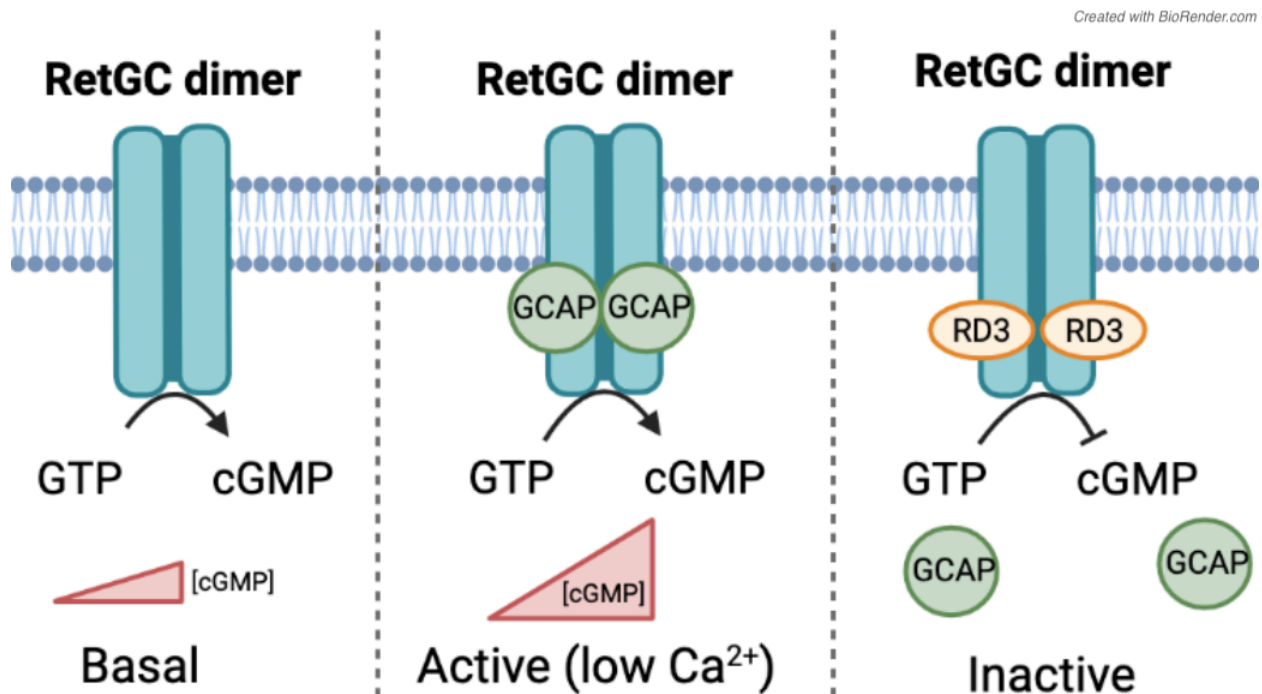 Created with BioRender.com
RetGC dimer
GTP cGMP
[cGMP]
Basal
RetGC dimer
GCAP GCAP
GTP cGMP
[cGMP]
Active (low Ca²⁺)
RetGC dimer
RD3 RD3
GTP cGMP
GCAP GCAP
Inactive